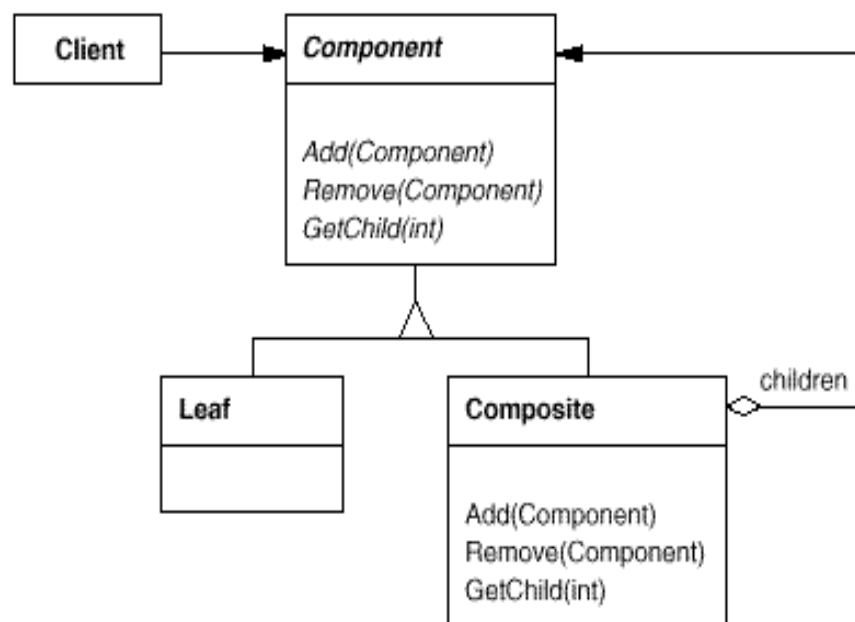 Client
Component
Add(Component)
Remove(Component)
GetChild(int)
Leaf
Composite
children
Add(Component)
Remove(Component)
GetChild(int)